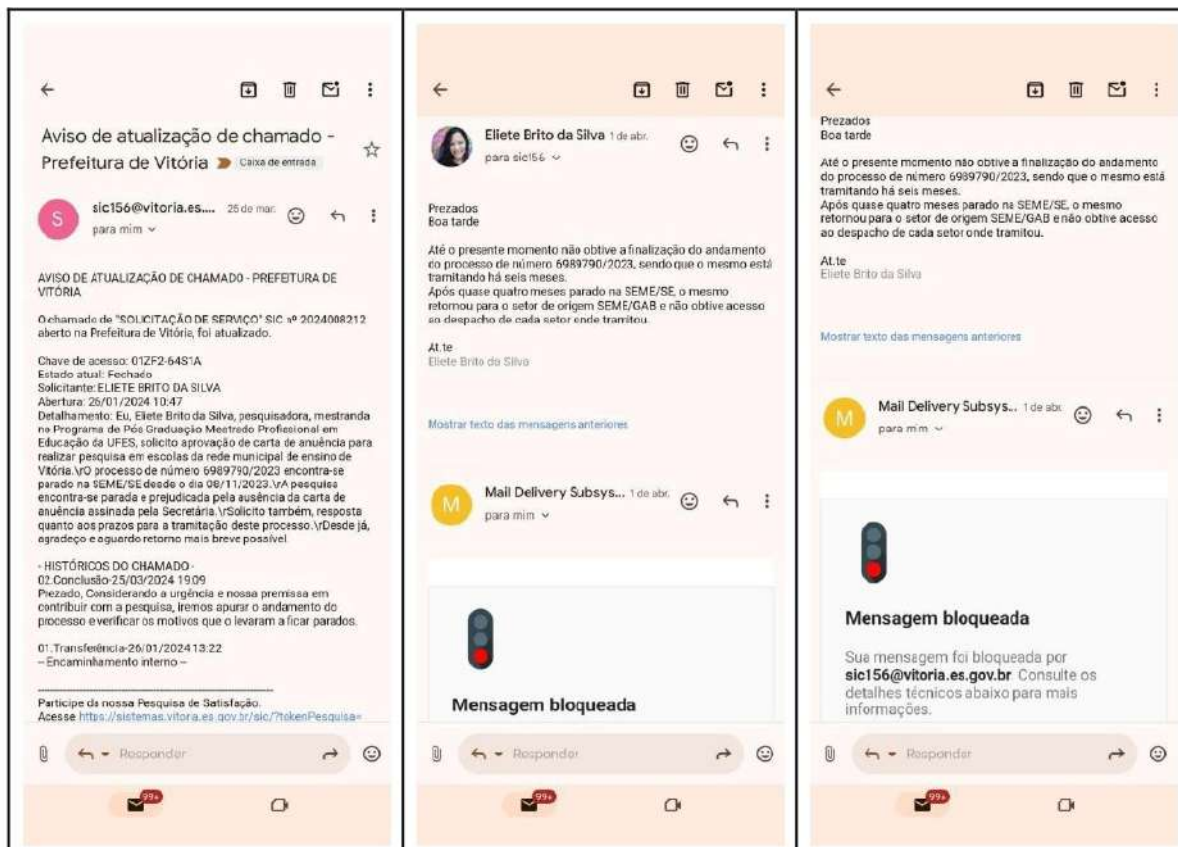 Aviso de atualização de chamado -
Prefeitura de Vitória
Caixa de entrada
S
sic156@vitoria.es....
25 de mar.
para mim
AVISO DE ATUALIZAÇÃO DE CHAMADO - PREFEITURA DE
VITÓRIA
O chamado de "SOLICITAÇÃO DE SERVIÇO" SIC nº 2024008212
aberto na Prefeitura de Vitória, foi atualizado.
Chave de acesso: 01ZF2-64S1A
Estado atual: Fechado
Solicitante: ELIETE BRITO DA SILVA
Abertura: 26/01/2024 10:47
Detalhamento: Eu, Eliete Brito da Silva, pesquisadora, mestranda
no Programa de Pós Graduação Mestrado Profissional em
Educação da UFES, solicito aprovação de carta de anuência para
realizar pesquisa em escolas da rede municipal de ensino de
Vitória.\rO processo de número 6989790/2023 encontra-se
parado na SEME/SE desde o dia 08/11/2023.\rA pesquisa
encontra-se parada e prejudicada pela ausência da carta de
anuência assinada pela Secretária.\rSolicito também, resposta
quanto aos prazos para a tramitação deste processo.\rDesde já,
agradeço e aguardo retorno mais breve possível
- HISTÓRICOS DO CHAMADO -
02.Conclusão-25/03/2024 19:09
Prezado, Considerando a urgência e nossa premissa em
contribuir com a pesquisa, iremos apurar o andamento do
processo e verificar os motivos que o levaram a ficar parados.
01.Transferência-26/01/2024 13:22
-- Encaminhamento interno --
Participe da nossa Pesquisa de Satisfação.
Acesse https://sistemas.vitoria.es.gov.br/sic/?tokenPesquisa=
Responder
99+
Eliete Brito da Silva 1 de abr.
para sic156
Prezados
Boa tarde
Até o presente momento não obtive a finalização do andamento
do processo de número 6989790/2023, sendo que o mesmo está
tramitando há seis meses.
Após quase quatro meses parado na SEME/SE, o mesmo
retornou para o setor de origem SEME/GAB e não obtive acesso
ao despacho de cada setor onde tramitou.
At.te
Eliete Brito da Silva
Mostrar texto das mensagens anteriores
M
Mail Delivery Subsys... 1 de abr.
para mim
Mensagem bloqueada
Responder
99+
Prezados
Boa tarde
Até o presente momento não obtive a finalização do andamento
do processo de número 6989790/2023, sendo que o mesmo está
tramitando há seis meses.
Após quase quatro meses parado na SEME/SE, o mesmo
retornou para o setor de origem SEME/GAB e não obtive acesso
ao despacho de cada setor onde tramitou.
At.te
Eliete Brito da Silva
Mostrar texto das mensagens anteriores
M
Mail Delivery Subsys... 1 de abr.
para mim
Mensagem bloqueada
Sua mensagem foi bloqueada por
sic156@vitoria.es.gov.br Consulte os
detalhes técnicos abaixo para mais
informações.
Responder
99+